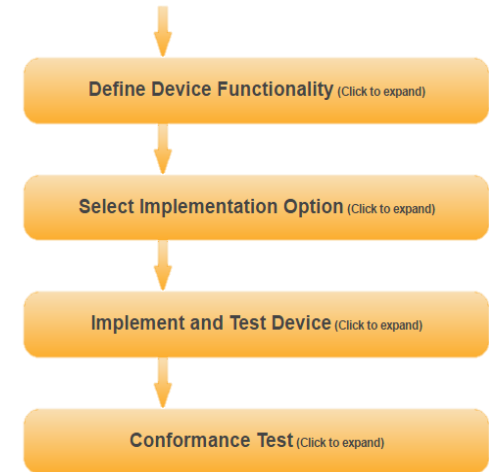 Define Device Functionality (Click to expand)
Select Implementation Option (Click to expand)
Implement and Test Device (Click to expand)
Conformance Test (Click to expand)